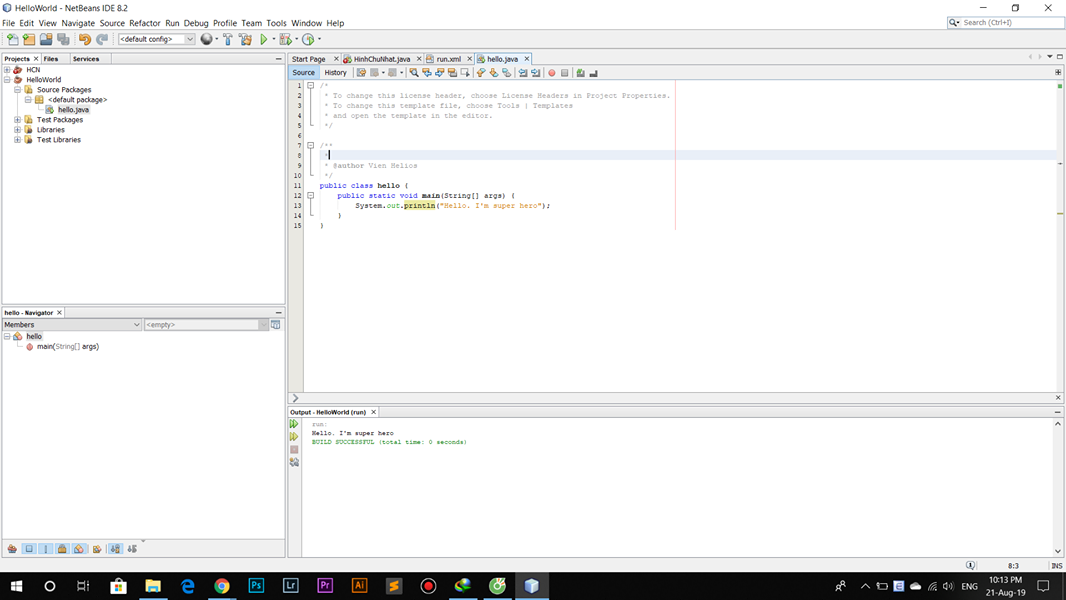 HelloWorld - NetBeans IDE 8.2
File Edit View Navigate Source Refactor Run Debug Profile Team Tools Window Help
Search (Ctrl+I)
<default config>
Projects Files Services
HCN
HelloWorld
Source Packages
<default package>
hello.java
Test Packages
Libraries
Test Libraries
Start Page HinhChuNhat.java run.xml hello.java
Source History
1 /*
2 * To change this license header, choose License Headers in Project Properties.
3 * To change this template file, choose Tools | Templates
4 * and open the template in the editor.
5 */
6
7 /**
8 *
9 * @author Vien Helios
10 */
11 public class hello {
12 public static void main(String[] args) {
13 System.out.println("Hello. I'm super hero");
14 }
15 }
hello - Navigator
Members <empty>
hello
main(String[] args)
Output - HelloWorld (run)
run:
Hello. I'm super hero
BUILD SUCCESSFUL (total time: 0 seconds)
8:3 INS
Ps Lr Pr Ai
ENG
10:13 PM
21-Aug-19